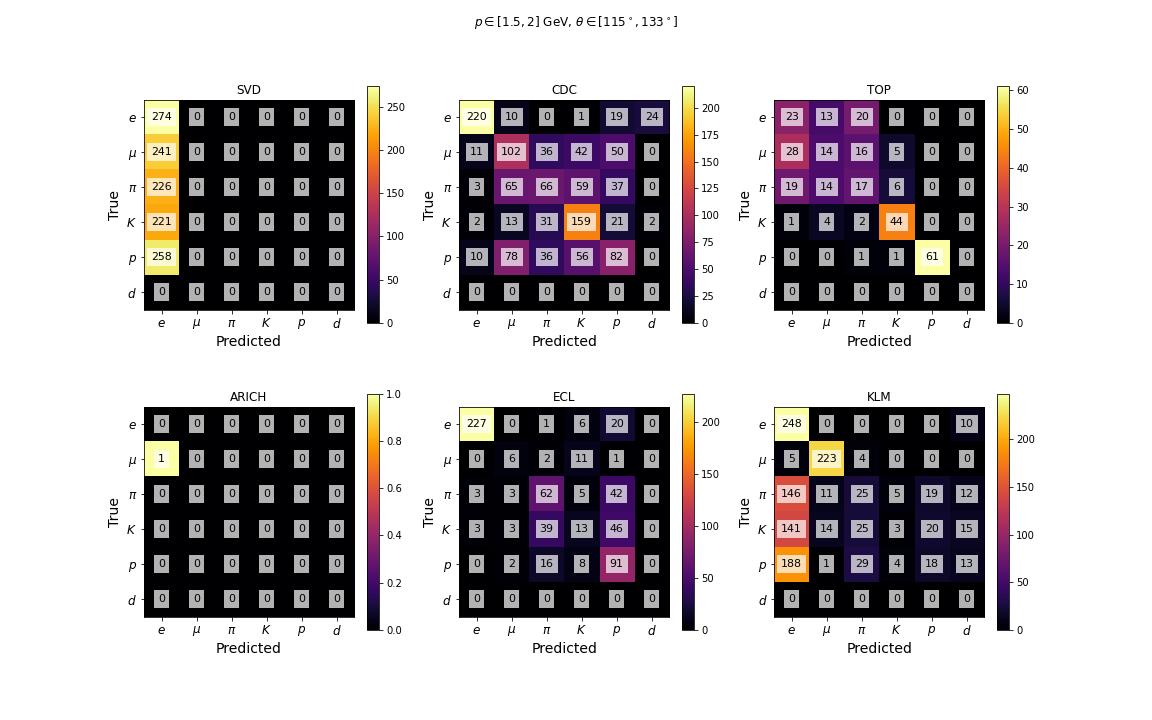 p ∈ [1.5, 2] GeV, θ ∈ [115°, 133°]
SVD
True
e 274 0 0 0 0 0
μ 241 0 0 0 0 0
π 226 0 0 0 0 0
K 221 0 0 0 0 0
p 258 0 0 0 0 0
d 0 0 0 0 0 0
e μ π K p d
Predicted
250
200
150
100
50
0
CDC
True
e 220 10 0 1 19 24
μ 11 102 36 42 50 0
π 3 65 66 59 37 0
K 2 13 31 159 21 2
p 10 78 36 56 82 0
d 0 0 0 0 0 0
e μ π K p d
Predicted
200
175
150
125
100
75
50
25
0
TOP
True
e 23 13 20 0 0 0
μ 28 14 16 5 0 0
π 19 14 17 6 0 0
K 1 4 2 44 0 0
p 0 0 1 1 61 0
d 0 0 0 0 0 0
e μ π K p d
Predicted
60
50
40
30
20
10
0
ARICH
True
e 0 0 0 0 0 0
μ 1 0 0 0 0 0
π 0 0 0 0 0 0
K 0 0 0 0 0 0
p 0 0 0 0 0 0
d 0 0 0 0 0 0
e μ π K p d
Predicted
1.0
0.8
0.6
0.4
0.2
0.0
ECL
True
e 227 0 1 6 20 0
μ 0 6 2 11 1 0
π 3 3 62 5 42 0
K 3 3 39 13 46 0
p 0 2 16 8 91 0
d 0 0 0 0 0 0
e μ π K p d
Predicted
200
150
100
50
0
KLM
True
e 248 0 0 0 0 10
μ 5 223 4 0 0 0
π 146 11 25 5 19 12
K 141 14 25 3 20 15
p 188 1 29 4 18 13
d 0 0 0 0 0 0
e μ π K p d
Predicted
200
150
100
50
0